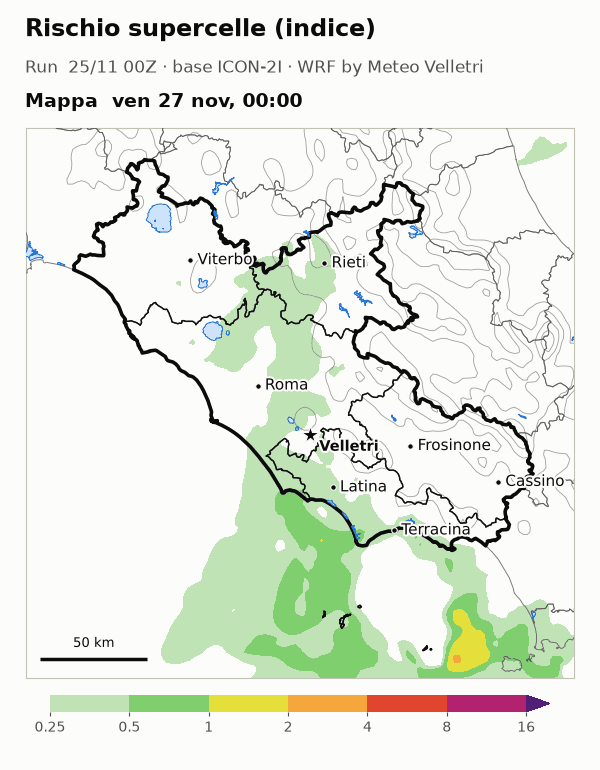 Rischio supercelle (indice)
Run  25/11 00Z · base ICON-2I · WRF by Meteo Velletri
Mappa  ven 27 nov, 00:00
Viterbo
Rieti
Roma
Velletri
Frosinone
Latina
Cassino
Terracina
50 km
0.25 0.5 1 2 4 8 16